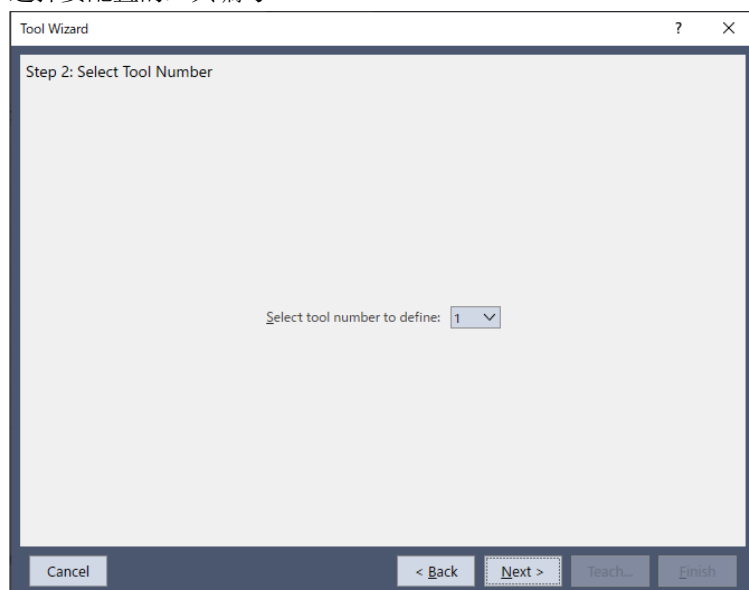 Tool Wizard ? ×
Step 2: Select Tool Number
Select tool number to define: 1
Cancel < Back Next > Teach... Finish